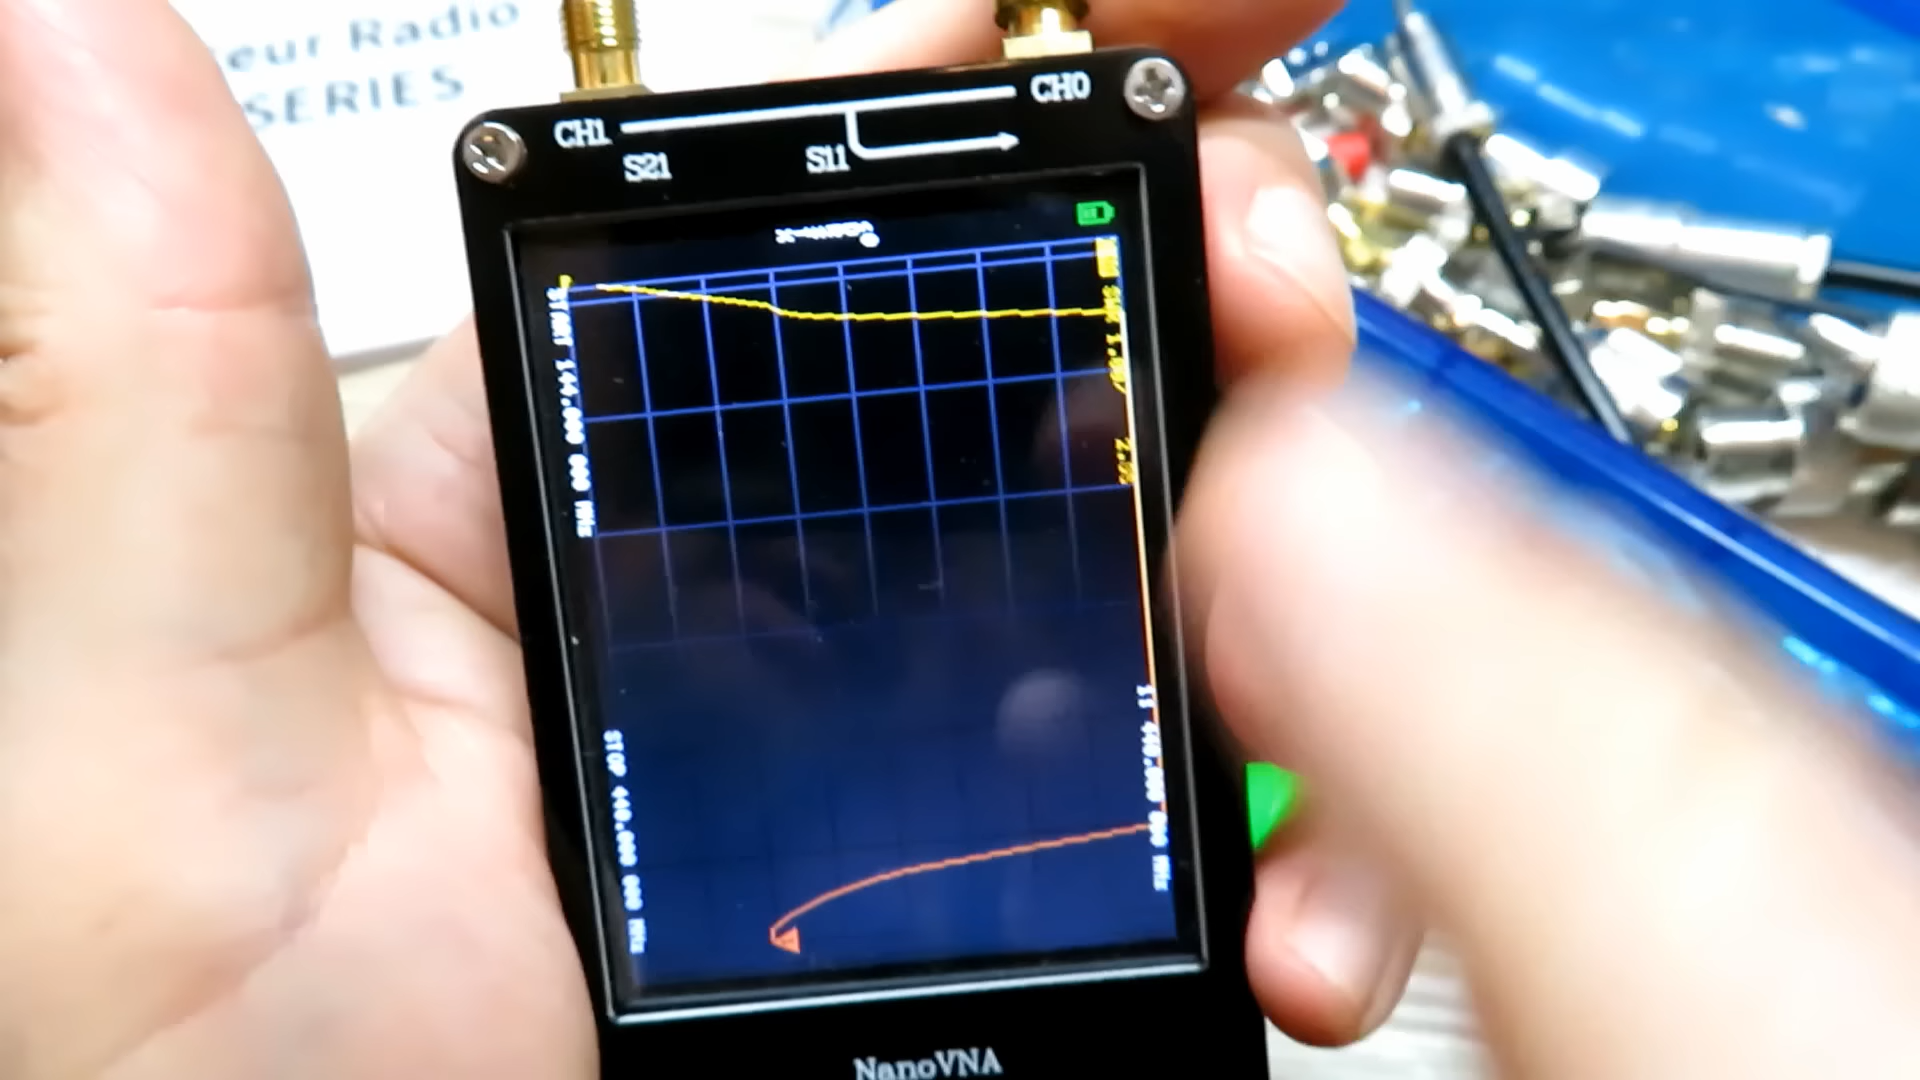 eur Radio
SERIES
CH1
CH0
S21
S11
START 144.000 000 MHz
STOP 440.000 000 MHz
NanoVNA